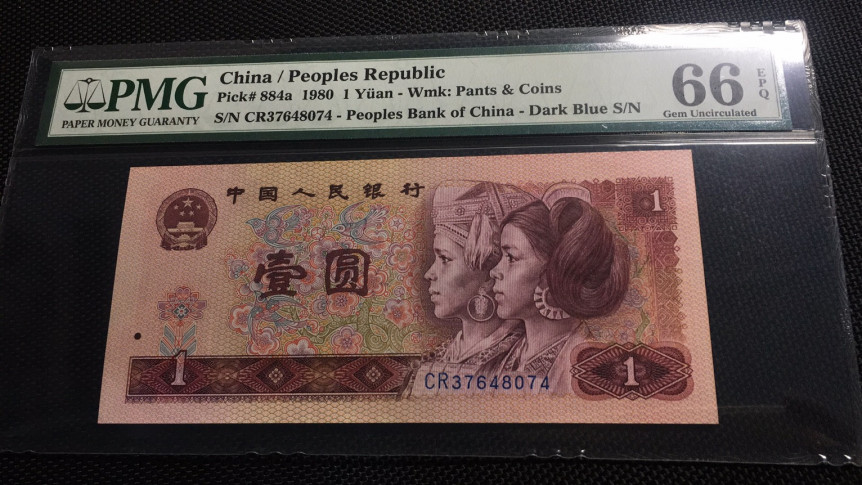 PMG
PAPER MONEY GUARANTY
China / Peoples Republic
Pick# 884a 1980 1 Yüan - Wmk: Pants & Coins
S/N CR37648074 - Peoples Bank of China - Dark Blue S/N
66 EPQ
Gem Uncirculated
中国人民银行
1
壹圆
1
CR37648074
1